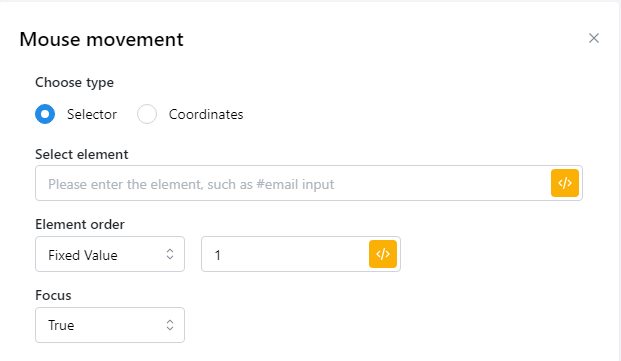 Mouse movement
Choose type
Selector Coordinates
Select element
Please enter the element, such as #email input
</>
Element order
Fixed Value 1 </>
Focus
True